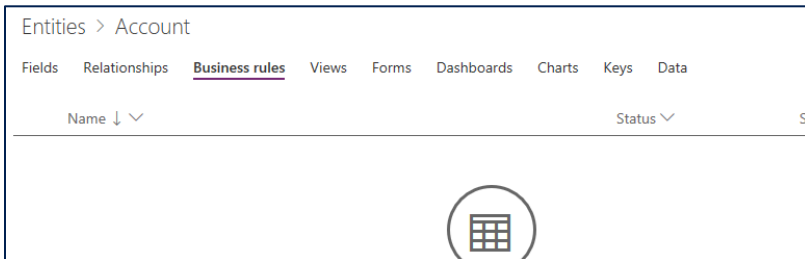 Entities > Account
Fields Relationships Business rules Views Forms Dashboards Charts Keys Data
Name ↓ Status S